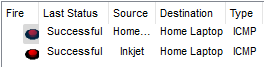 Fire Last Status Source Destination Type
Successful Home... Home Laptop ICMP
Successful Inkjet Home Laptop ICMP